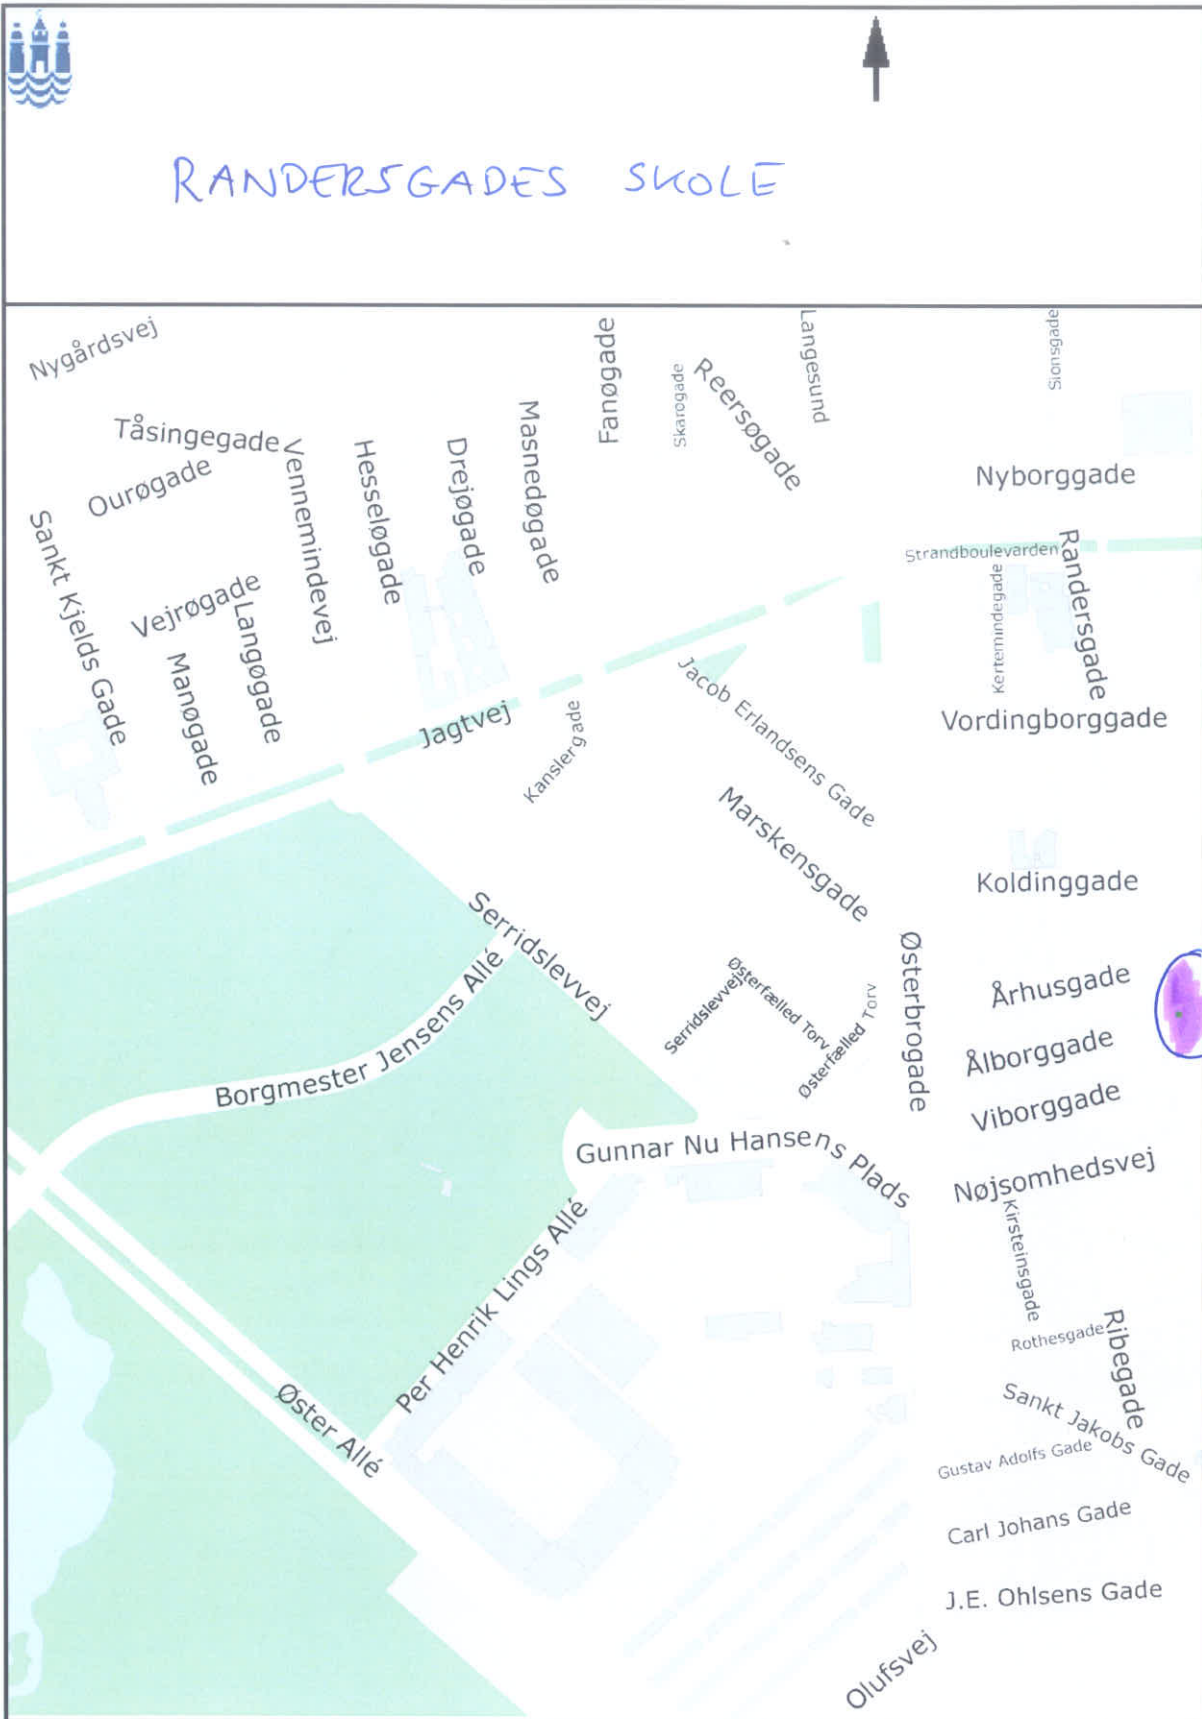 RANDERSGADES SKOLE
Nygårdsvej
Tåsingegade
Ourøgade
Sankt Kjelds Gade
Vennemindevej
Hesseløgade
Drejøgade
Masnedøgade
Fanøgade
Skarøgade
Reersøgade
Langesund
Sionsgade
Nyborggade
Strandboulevarden
Randersgade
Kertemindegade
Vejrøgade
Langøgade
Manøgade
Jagtvej
Kanslergade
Jacob Erlandsens Gade
Vordingborggade
Marskensgade
Koldinggade
Serridslevvej
Borgmester Jensens Allé
Serridslevvej
Østerfælled Torv
Østerfælled Torv
Østerbrogade
Århusgade
Ålborggade
Viborggade
Gunnar Nu Hansens Plads
Nøjsomhedsvej
Kirsteinsgade
Per Henrik Lings Allé
Rothesgade
Ribegade
Øster Allé
Sankt Jakobs Gade
Gustav Adolfs Gade
Carl Johans Gade
J.E. Ohlsens Gade
Olufsvej